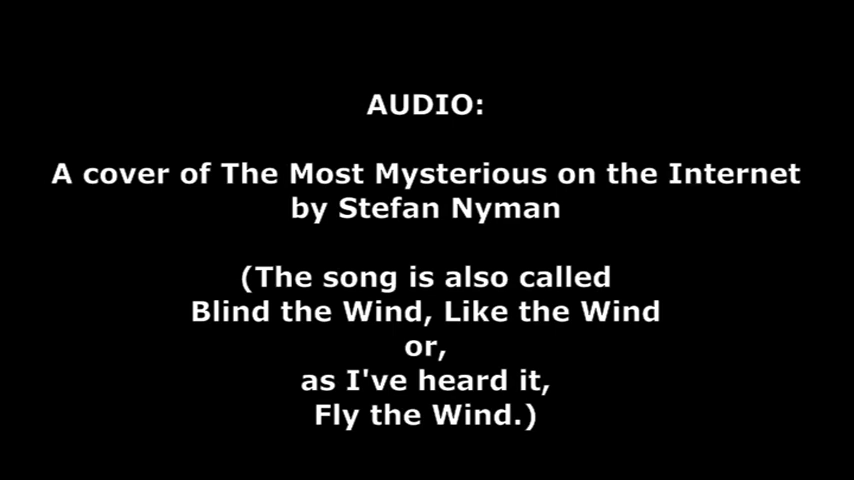 AUDIO:
A cover of The Most Mysterious on the Internet
by Stefan Nyman
(The song is also called
Blind the Wind, Like the Wind
or,
as I've heard it,
Fly the Wind.)